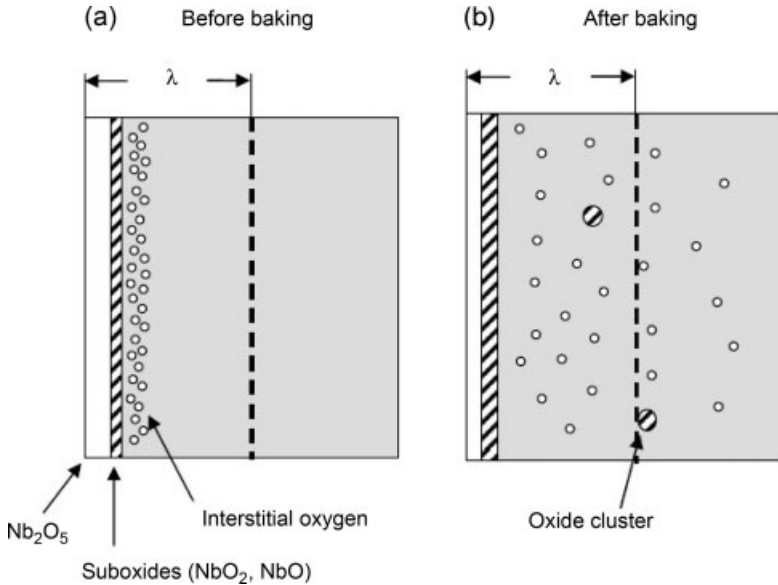 (a) Before baking
λ
Interstitial oxygen
Nb₂O₅
Suboxides (NbO₂, NbO)
(b) After baking
λ
Oxide cluster